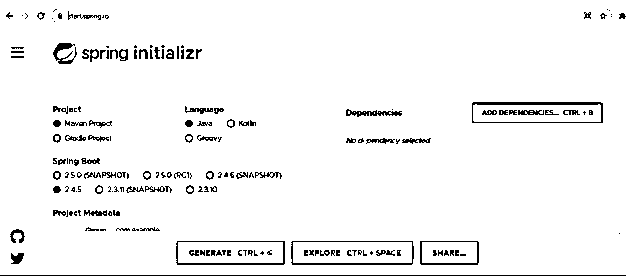 start.spring.io
spring initializr
Project
Language
Dependencies
ADD DEPENDENCIES... CTRL + B
Maven Project
Java
Kotlin
Gradle Project
Groovy
No dependency selected
Spring Boot
2.5.0 (SNAPSHOT)
2.5.0 (RC1)
2.4.6 (SNAPSHOT)
2.4.5
2.3.11 (SNAPSHOT)
2.3.10
Project Metadata
Group
com.example
GENERATE CTRL + ⏎
EXPLORE CTRL + SPACE
SHARE...